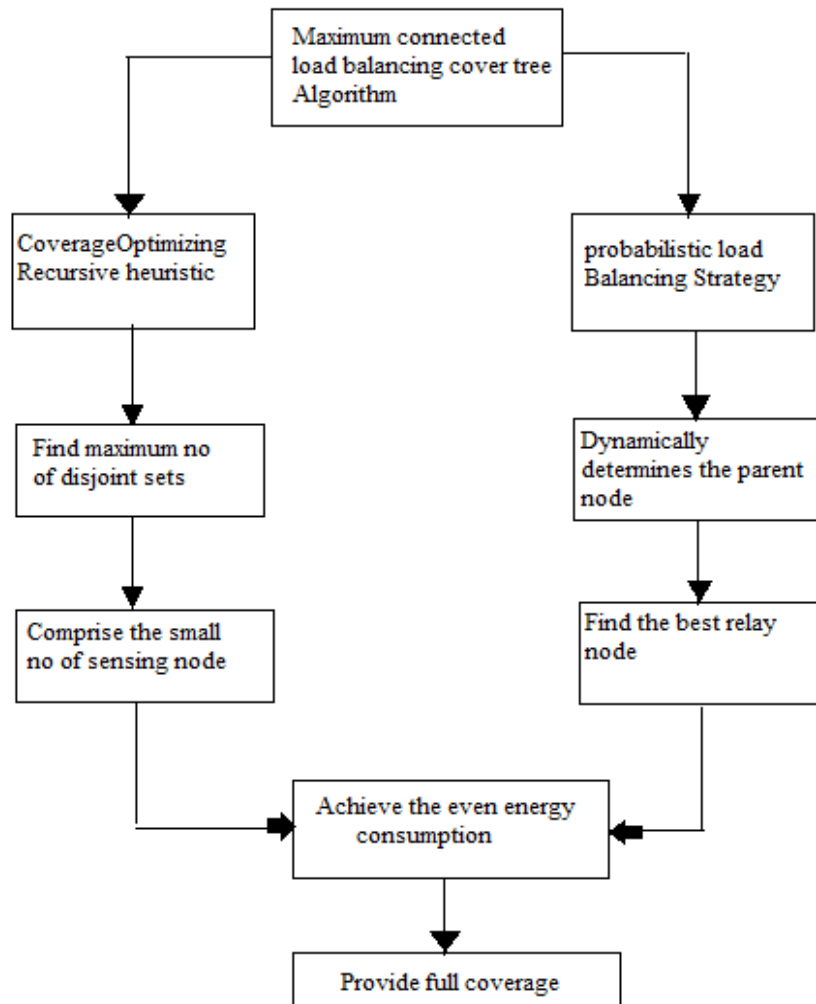 Maximum connected
load balancing cover tree
Algorithm
CoverageOptimizing
Recursive heuristic
probabilistic load
Balancing Strategy
Find maximum no
of disjoint sets
Dynamically
determines the parent
node
Comprise the small
no of sensing node
Find the best relay
node
Achieve the even energy
consumption
Provide full coverage